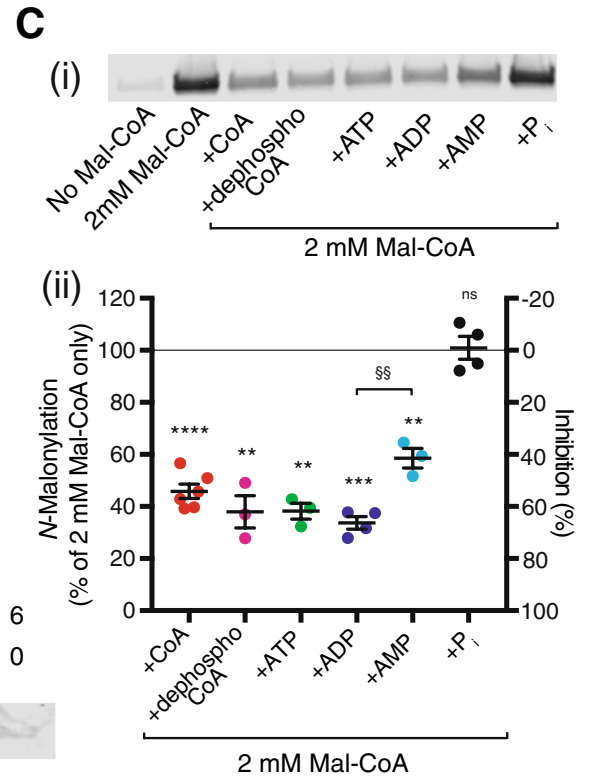 C
(i)
No Mal-CoA
2mM Mal-CoA
+CoA
+dephospho
CoA
+ATP
+ADP
+AMP
+Pi
2 mM Mal-CoA
(ii)
N-Malonylation
(% of 2 mM Mal-CoA only)
120
100
80
60
40
20
0
-20
0
20
40
60
80
100
Inhibition (%)
****
**
**
***
§§
**
ns
+CoA
+dephospho
CoA
+ATP
+ADP
+AMP
+Pi
2 mM Mal-CoA
6
0